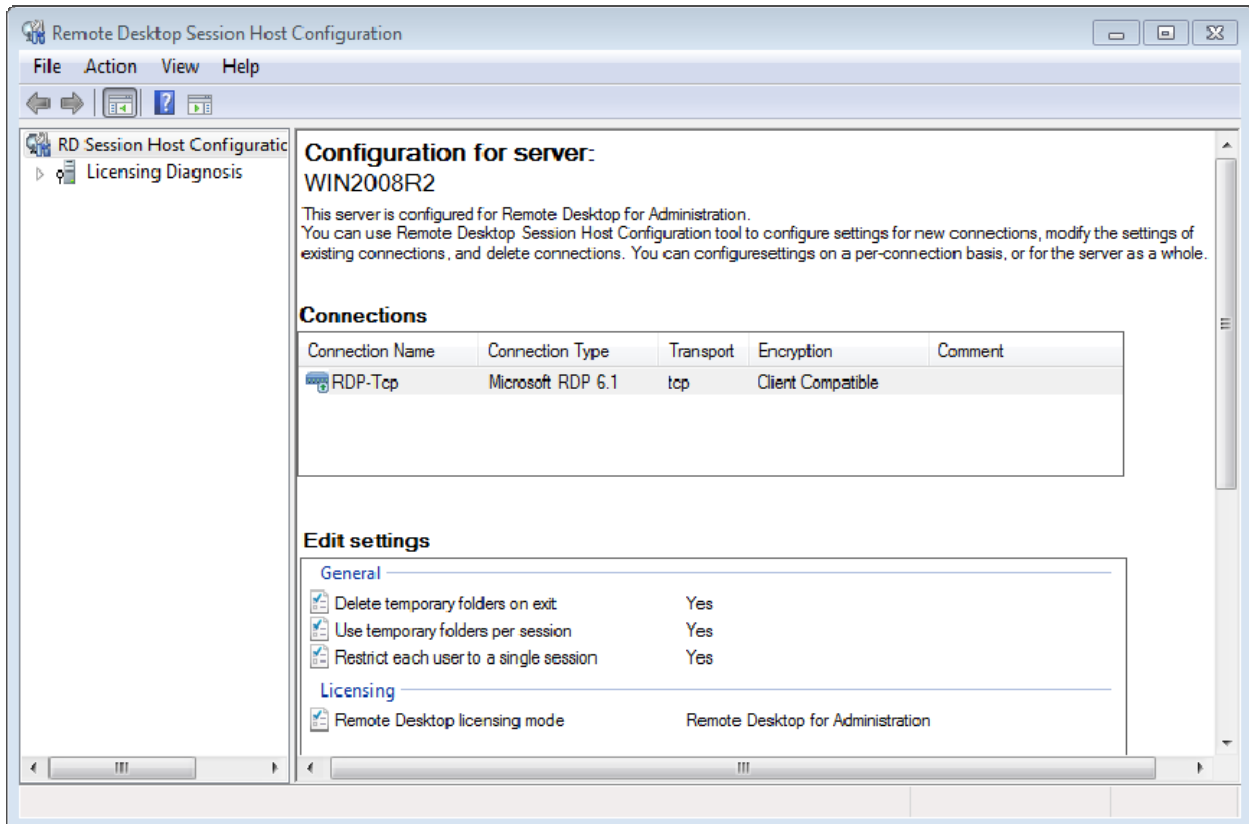 Remote Desktop Session Host Configuration
File Action View Help
RD Session Host Configuratic
Licensing Diagnosis
Configuration for server:
WIN2008R2
This server is configured for Remote Desktop for Administration.
You can use Remote Desktop Session Host Configuration tool to configure settings for new connections, modify the settings of
existing connections, and delete connections. You can configuresettings on a per-connection basis, or for the server as a whole.
Connections
Connection Name Connection Type Transport Encryption Comment
RDP-Tcp Microsoft RDP 6.1 tcp Client Compatible
Edit settings
General
Delete temporary folders on exit Yes
Use temporary folders per session Yes
Restrict each user to a single session Yes
Licensing
Remote Desktop licensing mode Remote Desktop for Administration